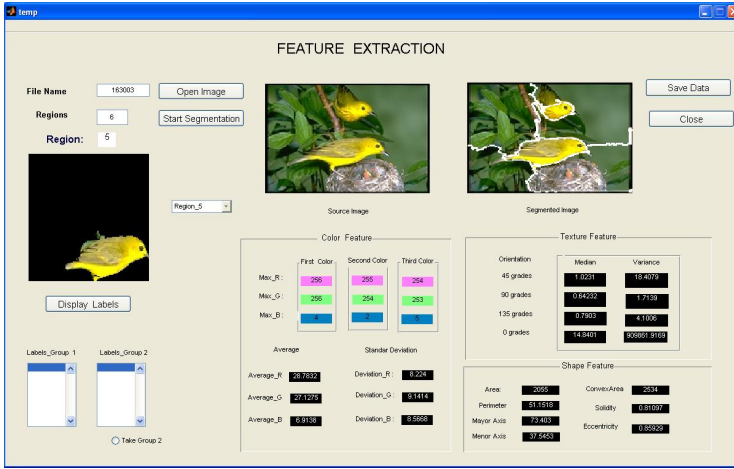 temp
FEATURE EXTRACTION
File Name 163003 Open Image
Regions 6 Start Segmentation
Region: 5
Region_5
Display Labels
Labels_Group 1 Labels_Group 2
Take Group 2
Source Image
Segmented Image
Save Data
Close
Color Feature
First Color Second Color Third Color
Max_R : 256 255 254
Max_G : 256 254 253
Max_B : 4 2 6
Average Standar Deviation
Average_R 28.7832 Deviation_R : 8.224
Average_G 27.1275 Deviation_G : 9.1414
Average_B 6.9136 Deviation_B : 8.5668
Texture Feature
Orientation Median Variance
45 grades 1.0231 18.4079
90 grades 0.64232 1.7139
135 grades 0.7903 4.1006
0 grades 14.8401 909861.9169
Shape Feature
Area: 2055 ConvexArea 2534
Perimeter 51.1518 Solidity 0.81097
Mayor Axis 73.403 Eccentricity 0.85929
Menor Axis 37.5453